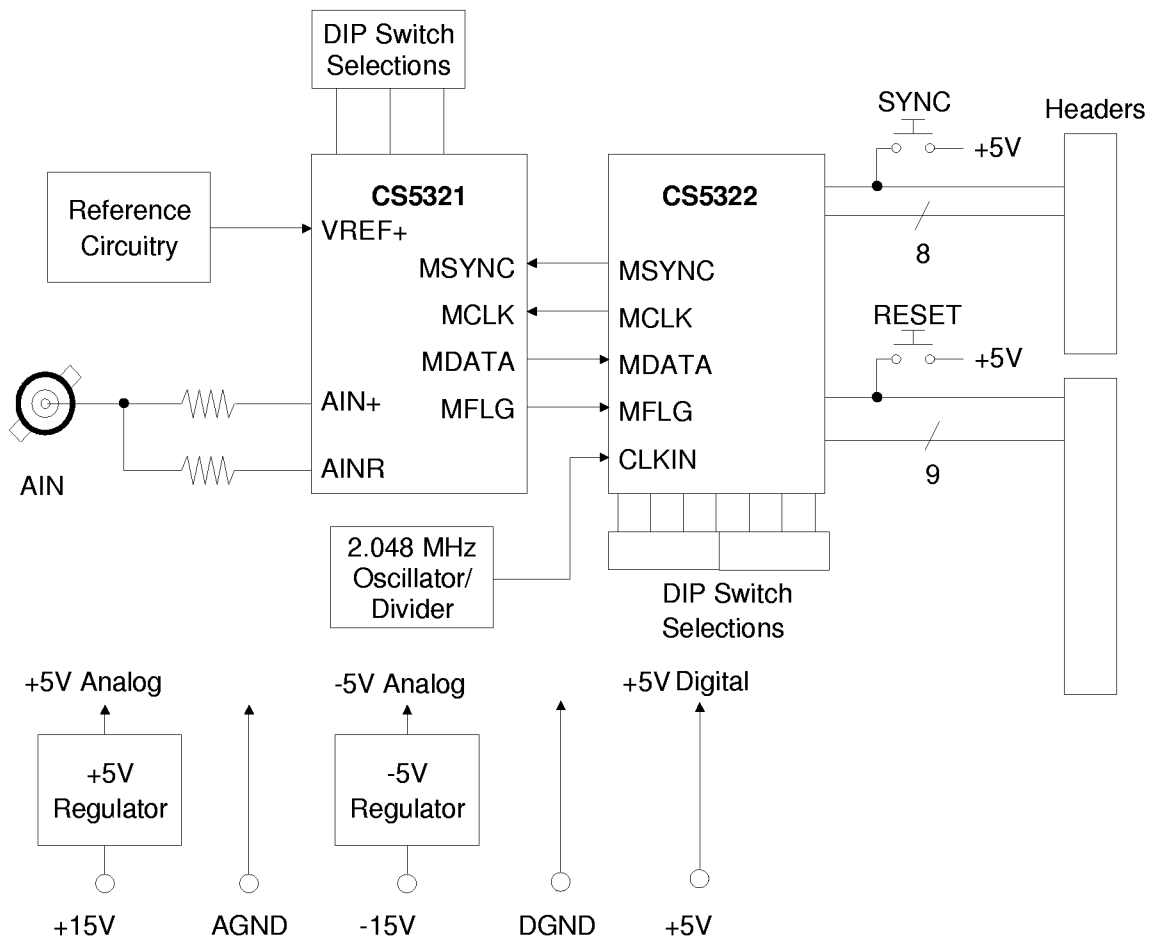 DIP Switch
Selections
SYNC
Headers
+5V
Reference
Circuitry
CS5321
VREF+
MSYNC
MCLK
MDATA
MFLG
AIN+
AINR
AIN
CS5322
MSYNC
MCLK
MDATA
MFLG
CLKIN
8
RESET
+5V
9
2.048 MHz
Oscillator/
Divider
DIP Switch
Selections
+5V Analog
-5V Analog
+5V Digital
+5V
Regulator
-5V
Regulator
+15V
AGND
-15V
DGND
+5V